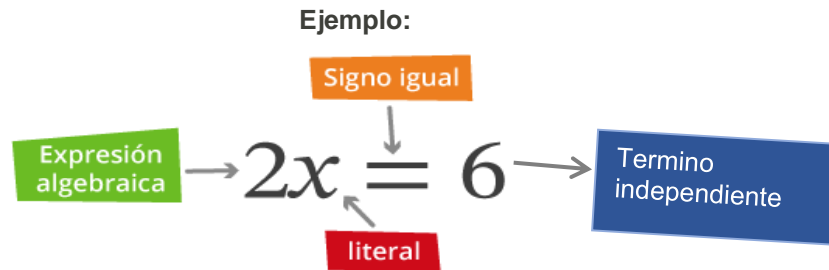 Ejemplo:
Signo igual
Expresión
algebraica
2x = 6
Termino
independiente
literal